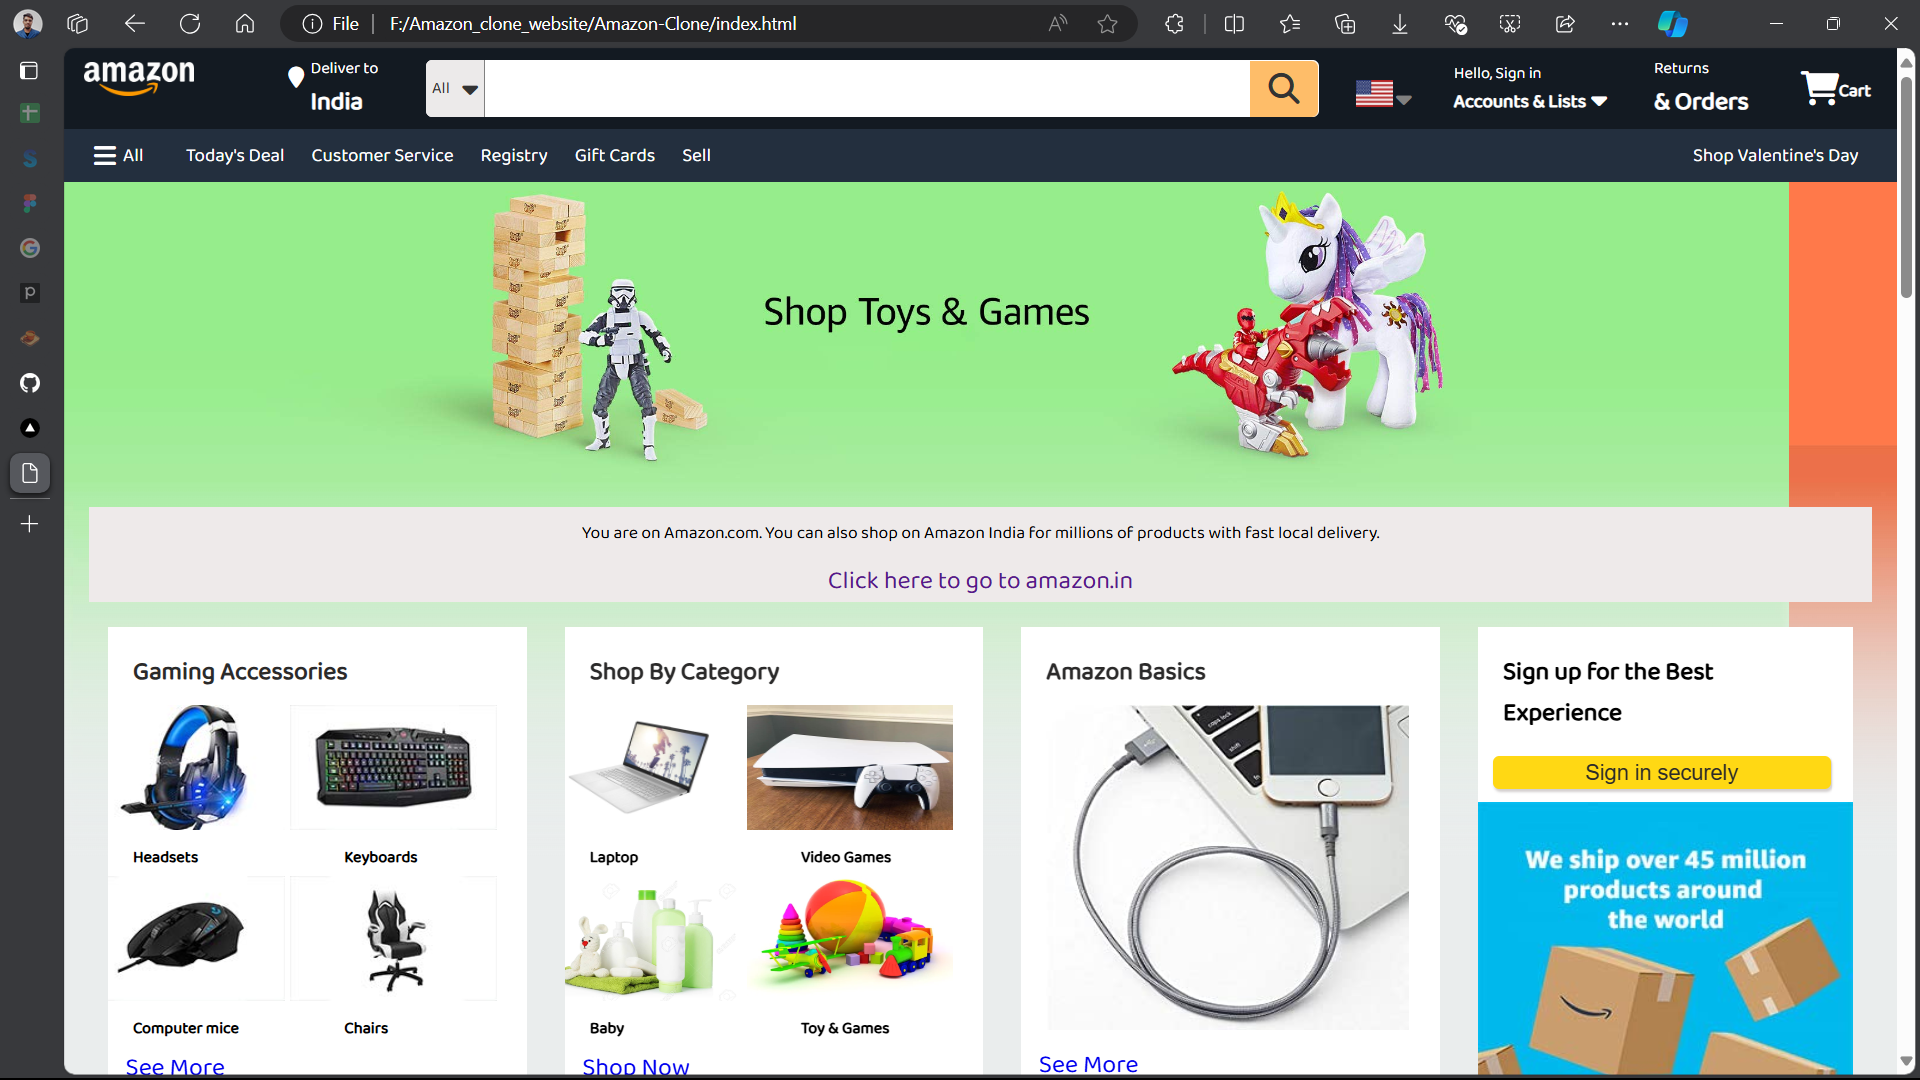 File
F:/Amazon_clone_website/Amazon-Clone/index.html
amazon
Deliver to
India
All
Hello, Sign in
Accounts & Lists
Returns
& Orders
Cart
All
Today's Deal
Customer Service
Registry
Gift Cards
Sell
Shop Valentine's Day
Shop Toys & Games
You are on Amazon.com. You can also shop on Amazon India for millions of products with fast local delivery.
Click here to go to amazon.in
Gaming Accessories
Headsets
Keyboards
Computer mice
Chairs
See More
Shop By Category
Laptop
Video Games
Baby
Toy & Games
Shop Now
Amazon Basics
caps lock
shift
See More
Sign up for the Best
Experience
Sign in securely
We ship over 45 million
products around
the world